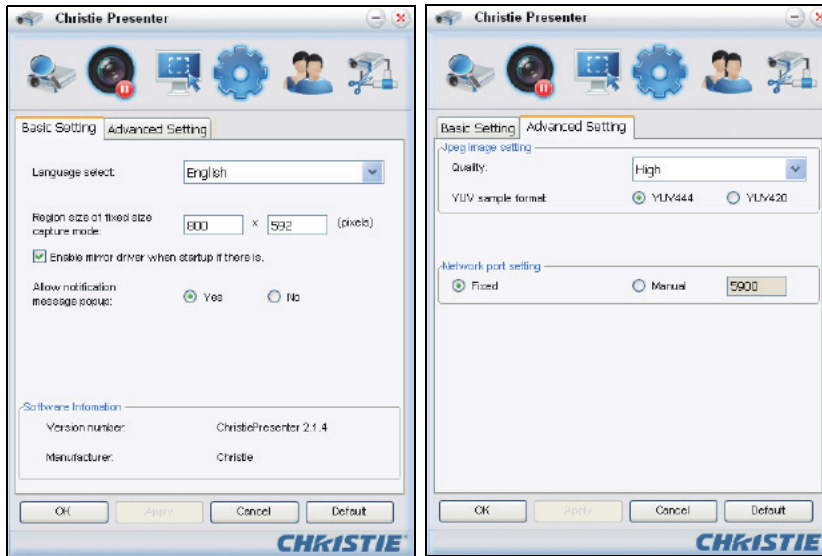 Christie Presenter
Basic Setting
Advanced Setting
Language select:
English
Region size of fixed size
capture mode:
800 x 592 (pixels)
Enable mirror driver when startup if there is.
Allow notification
message popup:
Yes
No
Software Infomation
Version number:
ChristiePresenter 2.1.4
Manufacturer:
Christie
OK
Apply
Cancel
Default
CHRISTIE
Christie Presenter
Basic Setting
Advanced Setting
Jpeg image setting
Quality:
High
YUV sample format:
YUV444
YUV420
Network port setting
Fixed
Manual
5900
OK
Apply
Cancel
Default
CHRISTIE